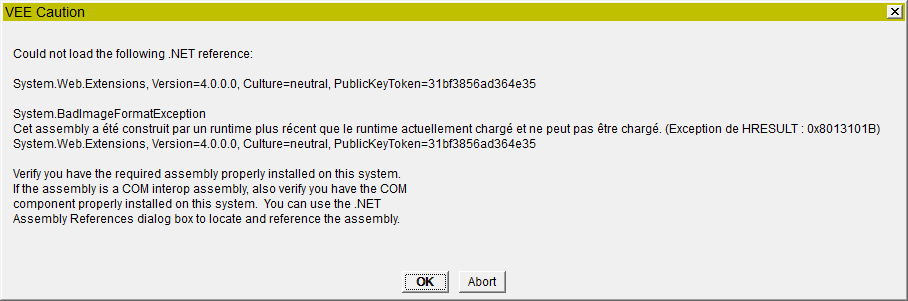 VEE Caution
Could not load the following .NET reference:
System.Web.Extensions, Version=4.0.0.0, Culture=neutral, PublicKeyToken=31bf3856ad364e35
System.BadImageFormatException
Cet assembly a été construit par un runtime plus récent que le runtime actuellement chargé et ne peut pas être chargé. (Exception de HRESULT : 0x8013101B)
System.Web.Extensions, Version=4.0.0.0, Culture=neutral, PublicKeyToken=31bf3856ad364e35
Verify you have the required assembly properly installed on this system.
If the assembly is a COM interop assembly, also verify you have the COM
component properly installed on this system.  You can use the .NET
Assembly References dialog box to locate and reference the assembly.
OK Abort